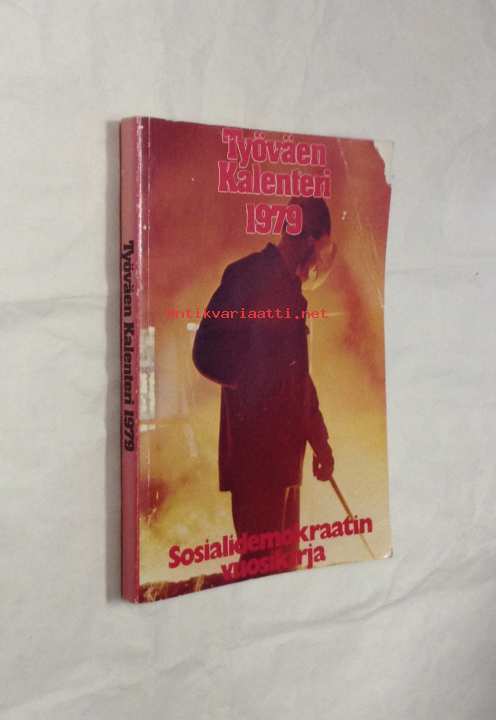 Työväen
Kalenteri
1979
Antikvariaatti.net
Työväen Kalenteri 1979
Sosialidemokraatin
vuosikirja